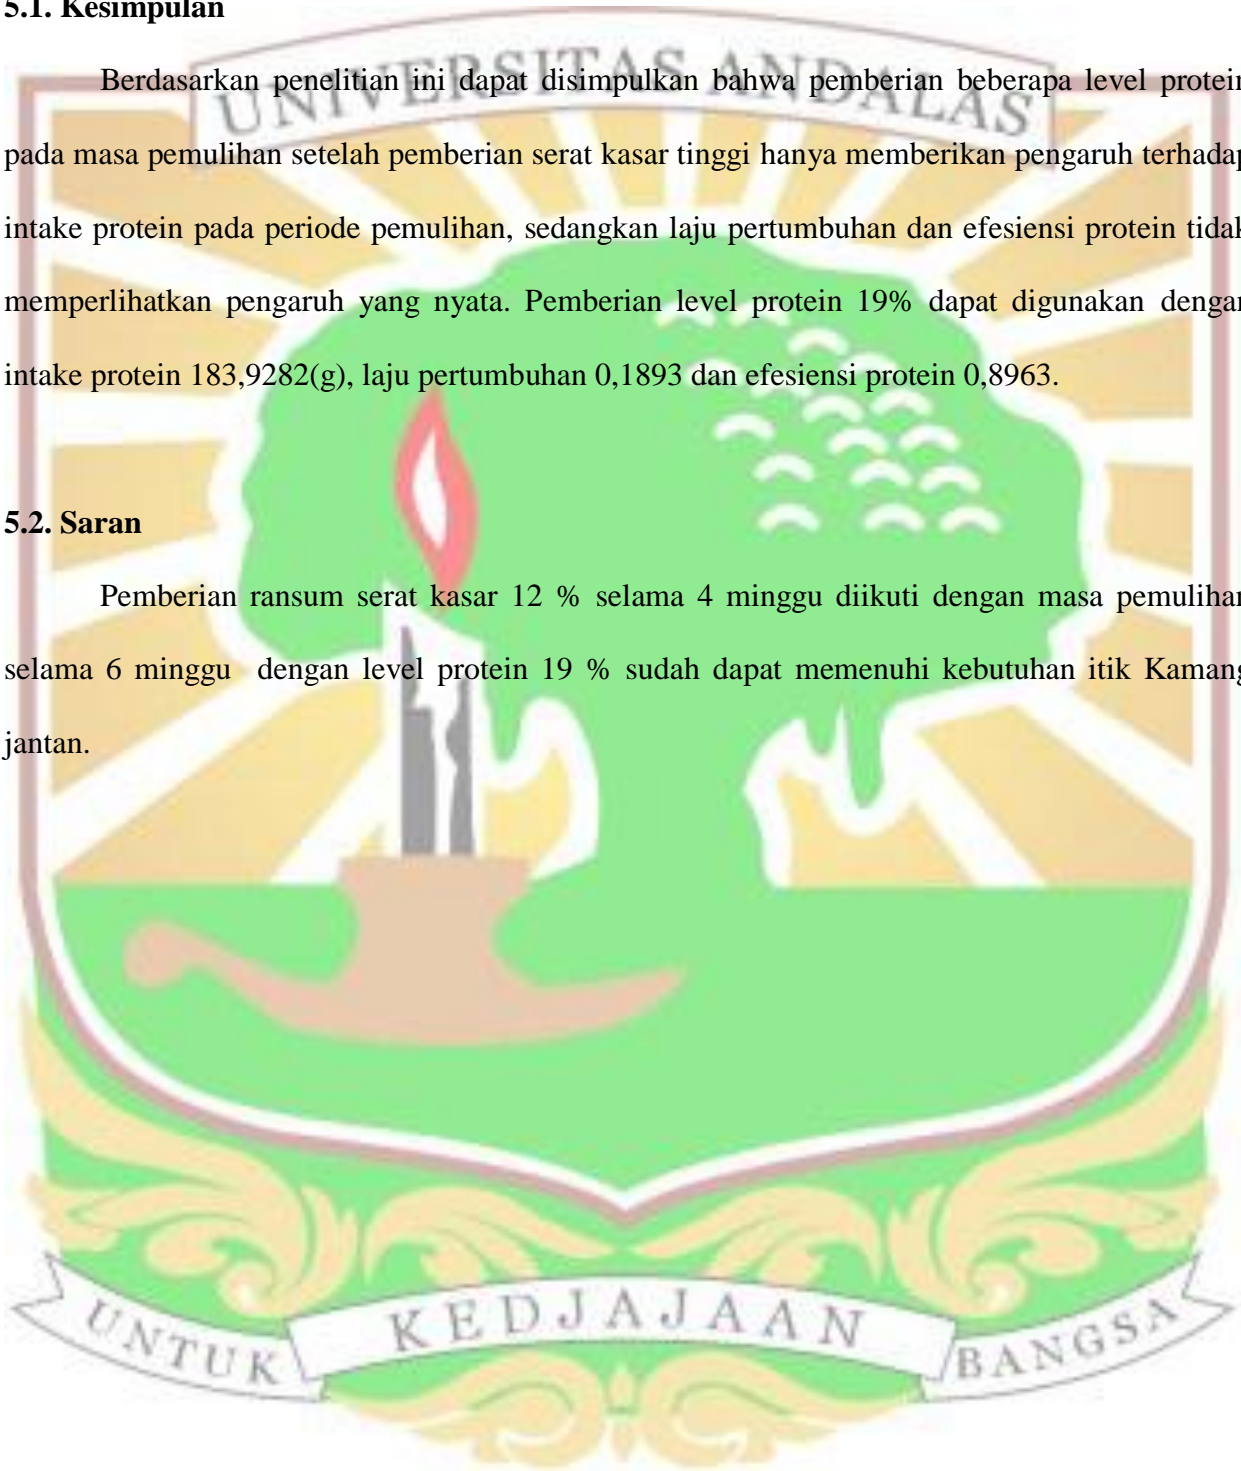 5.1. Kesimpulan
UNIVERSITAS ANDALAS
Berdasarkan penelitian ini dapat disimpulkan bahwa pemberian beberapa level protein
pada masa pemulihan setelah pemberian serat kasar tinggi hanya memberikan pengaruh terhadap
intake protein pada periode pemulihan, sedangkan laju pertumbuhan dan efesiensi protein tidak
memperlihatkan pengaruh yang nyata. Pemberian level protein 19% dapat digunakan dengan
intake protein 183,9282(g), laju pertumbuhan 0,1893 dan efesiensi protein 0,8963.
5.2. Saran
Pemberian ransum serat kasar 12 % selama 4 minggu diikuti dengan masa pemulihan
selama 6 minggu dengan level protein 19 % sudah dapat memenuhi kebutuhan itik Kamang
jantan.
UNTUK KEDJAJAAN BANGSA